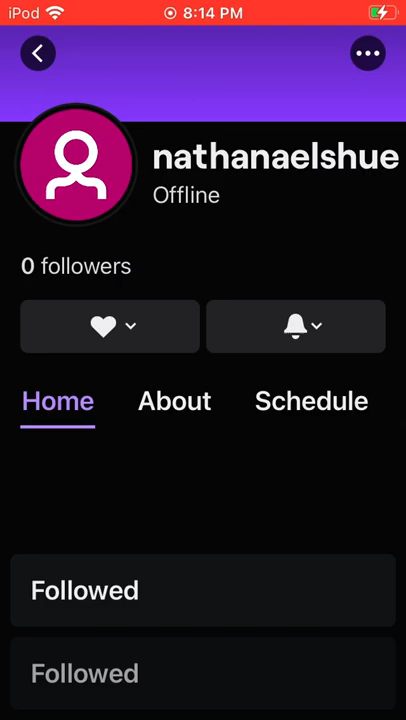 iPod 8:14 PM
nathanaelshue
Offline
0 followers
Home About Schedule
Followed
Followed